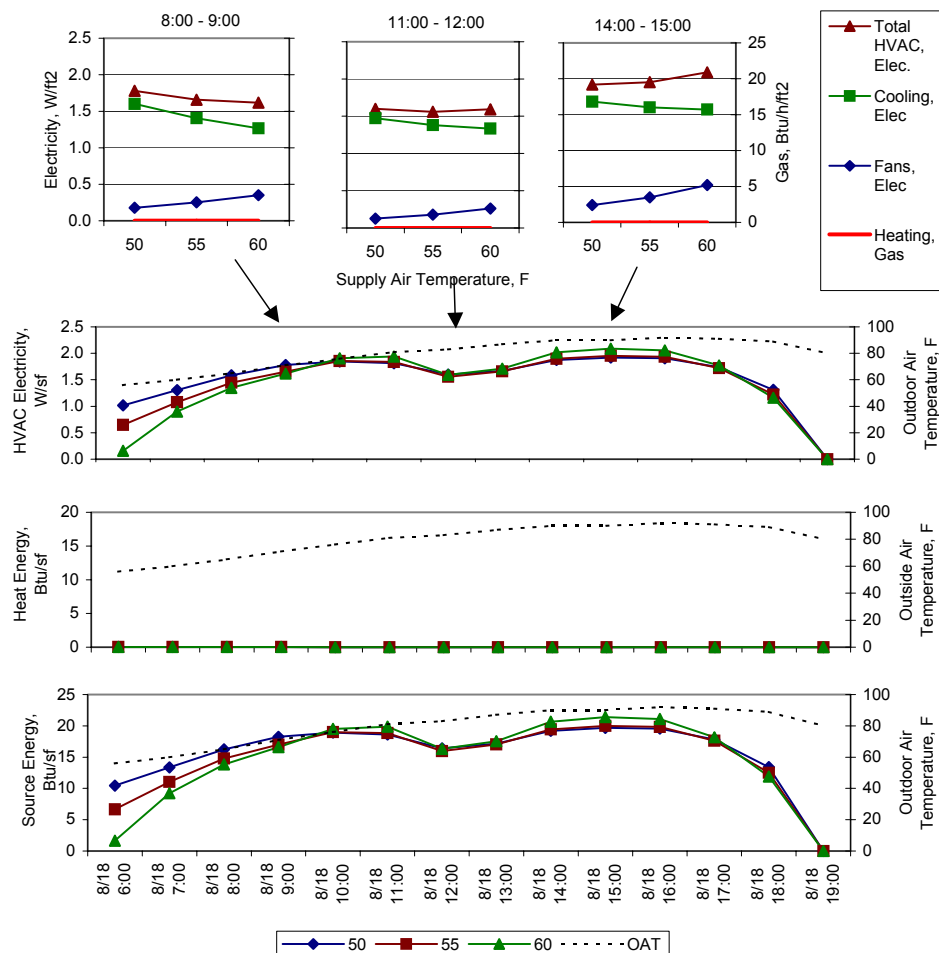 8:00 - 9:00
11:00 - 12:00
14:00 - 15:00
Electricity, W/ft2
2.5
2.0
1.5
1.0
0.5
0.0
50 55 60
50 55 60
50 55 60
25
20
15
10
5
0
Gas, Btu/h/ft2
Supply Air Temperature, F
Total
HVAC,
Elec.
Cooling,
Elec
Fans,
Elec
Heating,
Gas
HVAC Electricity,
W/sf
2.5
2.0
1.5
1.0
0.5
0.0
100
80
60
40
20
0
Outdoor Air
Temperature, F
Heat Energy,
Btu/sf
20
15
10
5
0
100
80
60
40
20
0
Outside Air
Temperature, F
Source Energy,
Btu/sf
25
20
15
10
5
0
100
80
60
40
20
0
Outdoor Air
Temperature, F
8/18
6:00
8/18
7:00
8/18
8:00
8/18
9:00
8/18
10:00
8/18
11:00
8/18
12:00
8/18
13:00
8/18
14:00
8/18
15:00
8/18
16:00
8/18
17:00
8/18
18:00
8/18
19:00
50 55 60 OAT